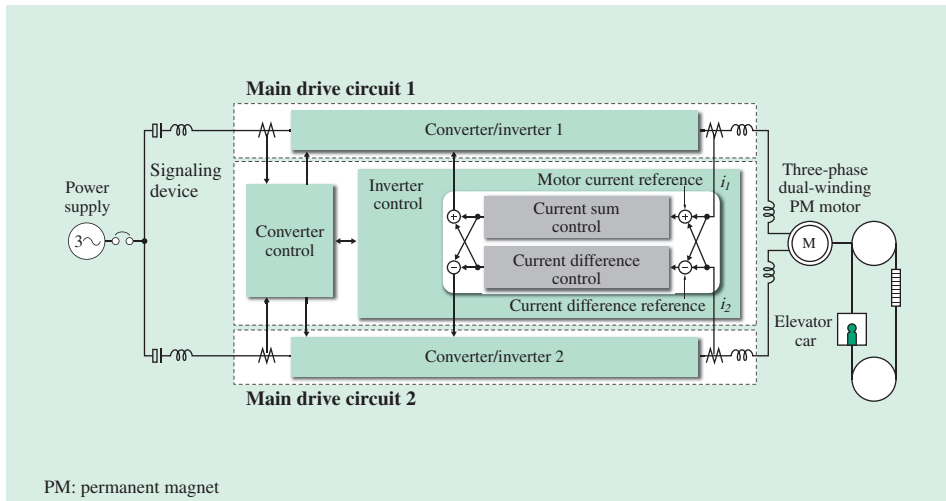 Main drive circuit 1
Converter/inverter 1
Signaling
device
Power
supply
3
Converter
control
Inverter
control
Motor current reference
i1
Current sum
control
+
+
Current difference
control
−
−
Current difference reference
i2
Three-phase
dual-winding
PM motor
M
Elevator
car
Converter/inverter 2
Main drive circuit 2
PM: permanent magnet